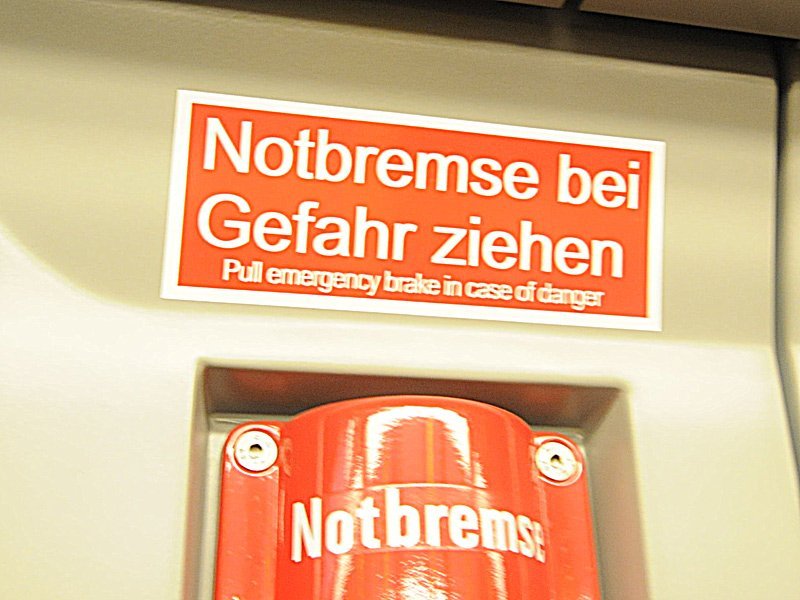 Notbremse bei
Gefahr ziehen
Pull emergency brake in case of danger
Notbremse